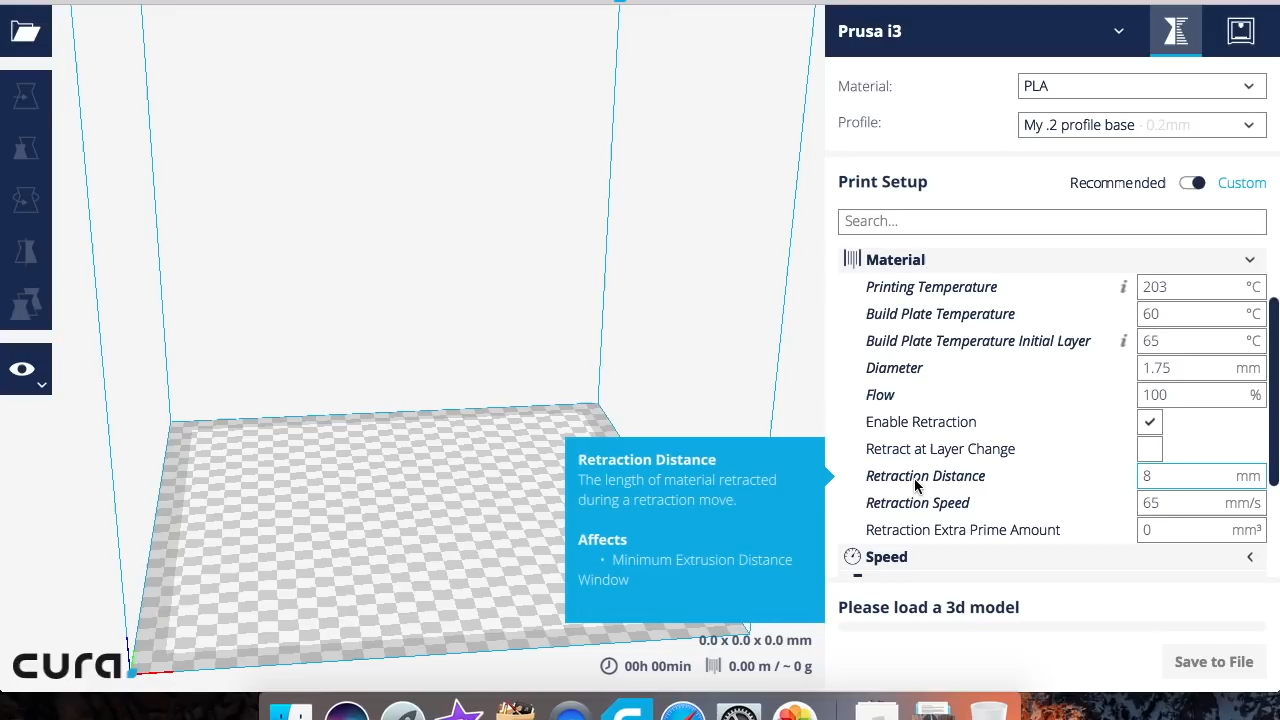 Prusa i3
Material:
PLA
Profile:
My .2 profile base - 0.2mm
Print Setup
Recommended
Custom
Search...
Material
Printing Temperature
i
203 °C
Build Plate Temperature
60 °C
Build Plate Temperature Initial Layer
i
65 °C
Diameter
1.75 mm
Flow
100 %
Enable Retraction
Retract at Layer Change
Retraction Distance
8 mm
Retraction Speed
65 mm/s
Retraction Extra Prime Amount
0 mm³
Speed
Please load a 3d model
Save to File
Retraction Distance
The length of material retracted
during a retraction move.
Affects
• Minimum Extrusion Distance
Window
0.0 x 0.0 x 0.0 mm
00h 00min
0.00 m / ~ 0 g
cura